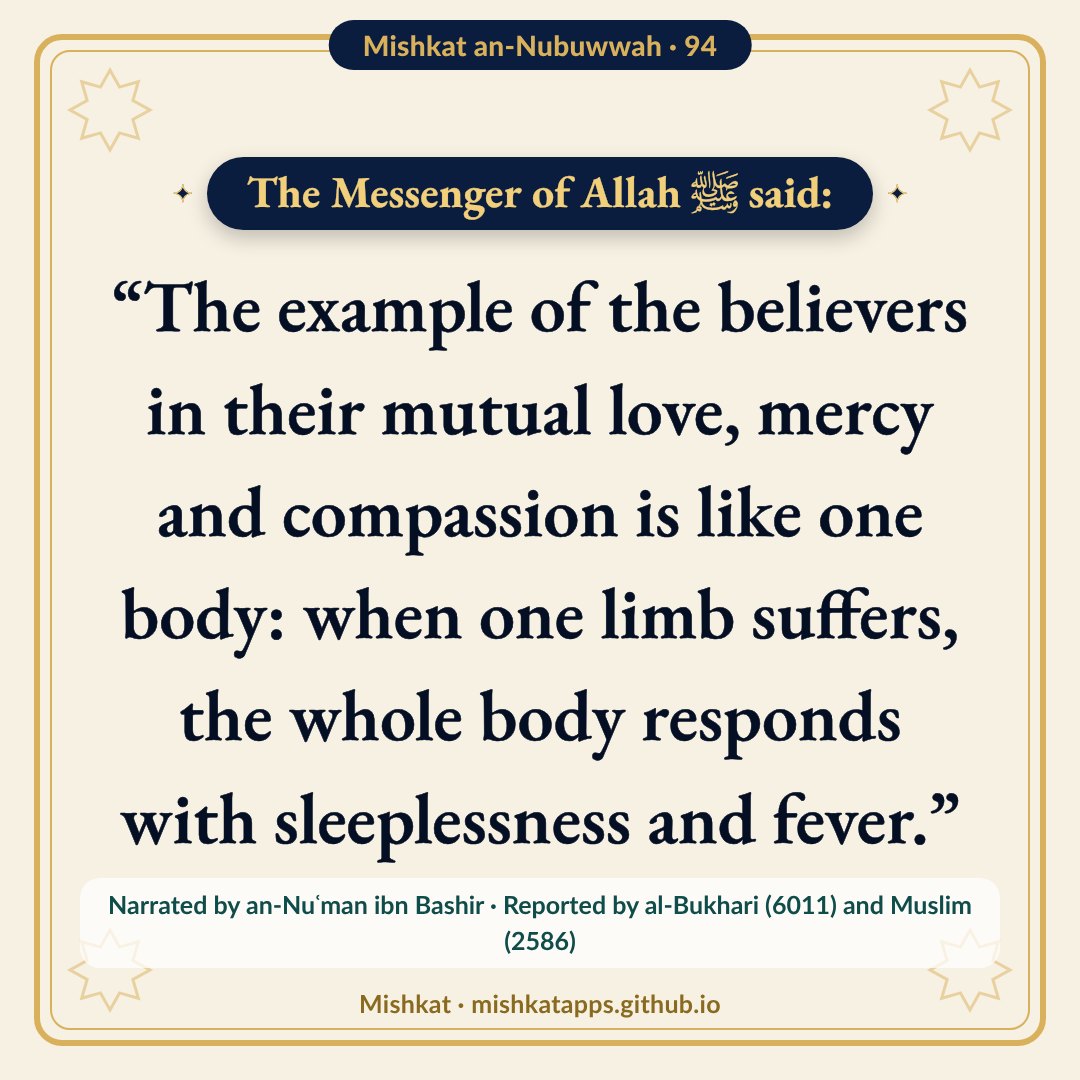 Mishkat an-Nubuwwah · 94
The Messenger of Allah ﷺ said:
“The example of the believers
in their mutual love, mercy
and compassion is like one
body: when one limb suffers,
the whole body responds
with sleeplessness and fever.”
Narrated by an-Nuʿman ibn Bashir · Reported by al-Bukhari (6011) and Muslim
(2586)
Mishkat · mishkatapps.github.io